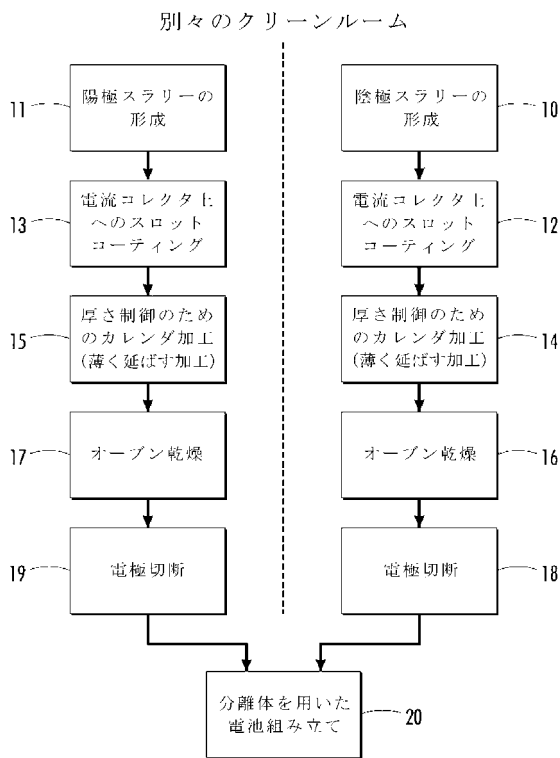 別々のクリーンルーム
11
陽極スラリーの
形成
陰極スラリーの
形成
10
13
電流コレクタ上
へのスロット
コーティング
電流コレクタ上
へのスロット
コーティング
12
15
厚さ制御のため
のカレンダ加工
(薄く延ばす加工)
厚さ制御のため
のカレンダ加工
(薄く延ばす加工)
14
17
オーブン乾燥
オーブン乾燥
16
19
電極切断
電極切断
18
分離体を用いた
電池組み立て
20